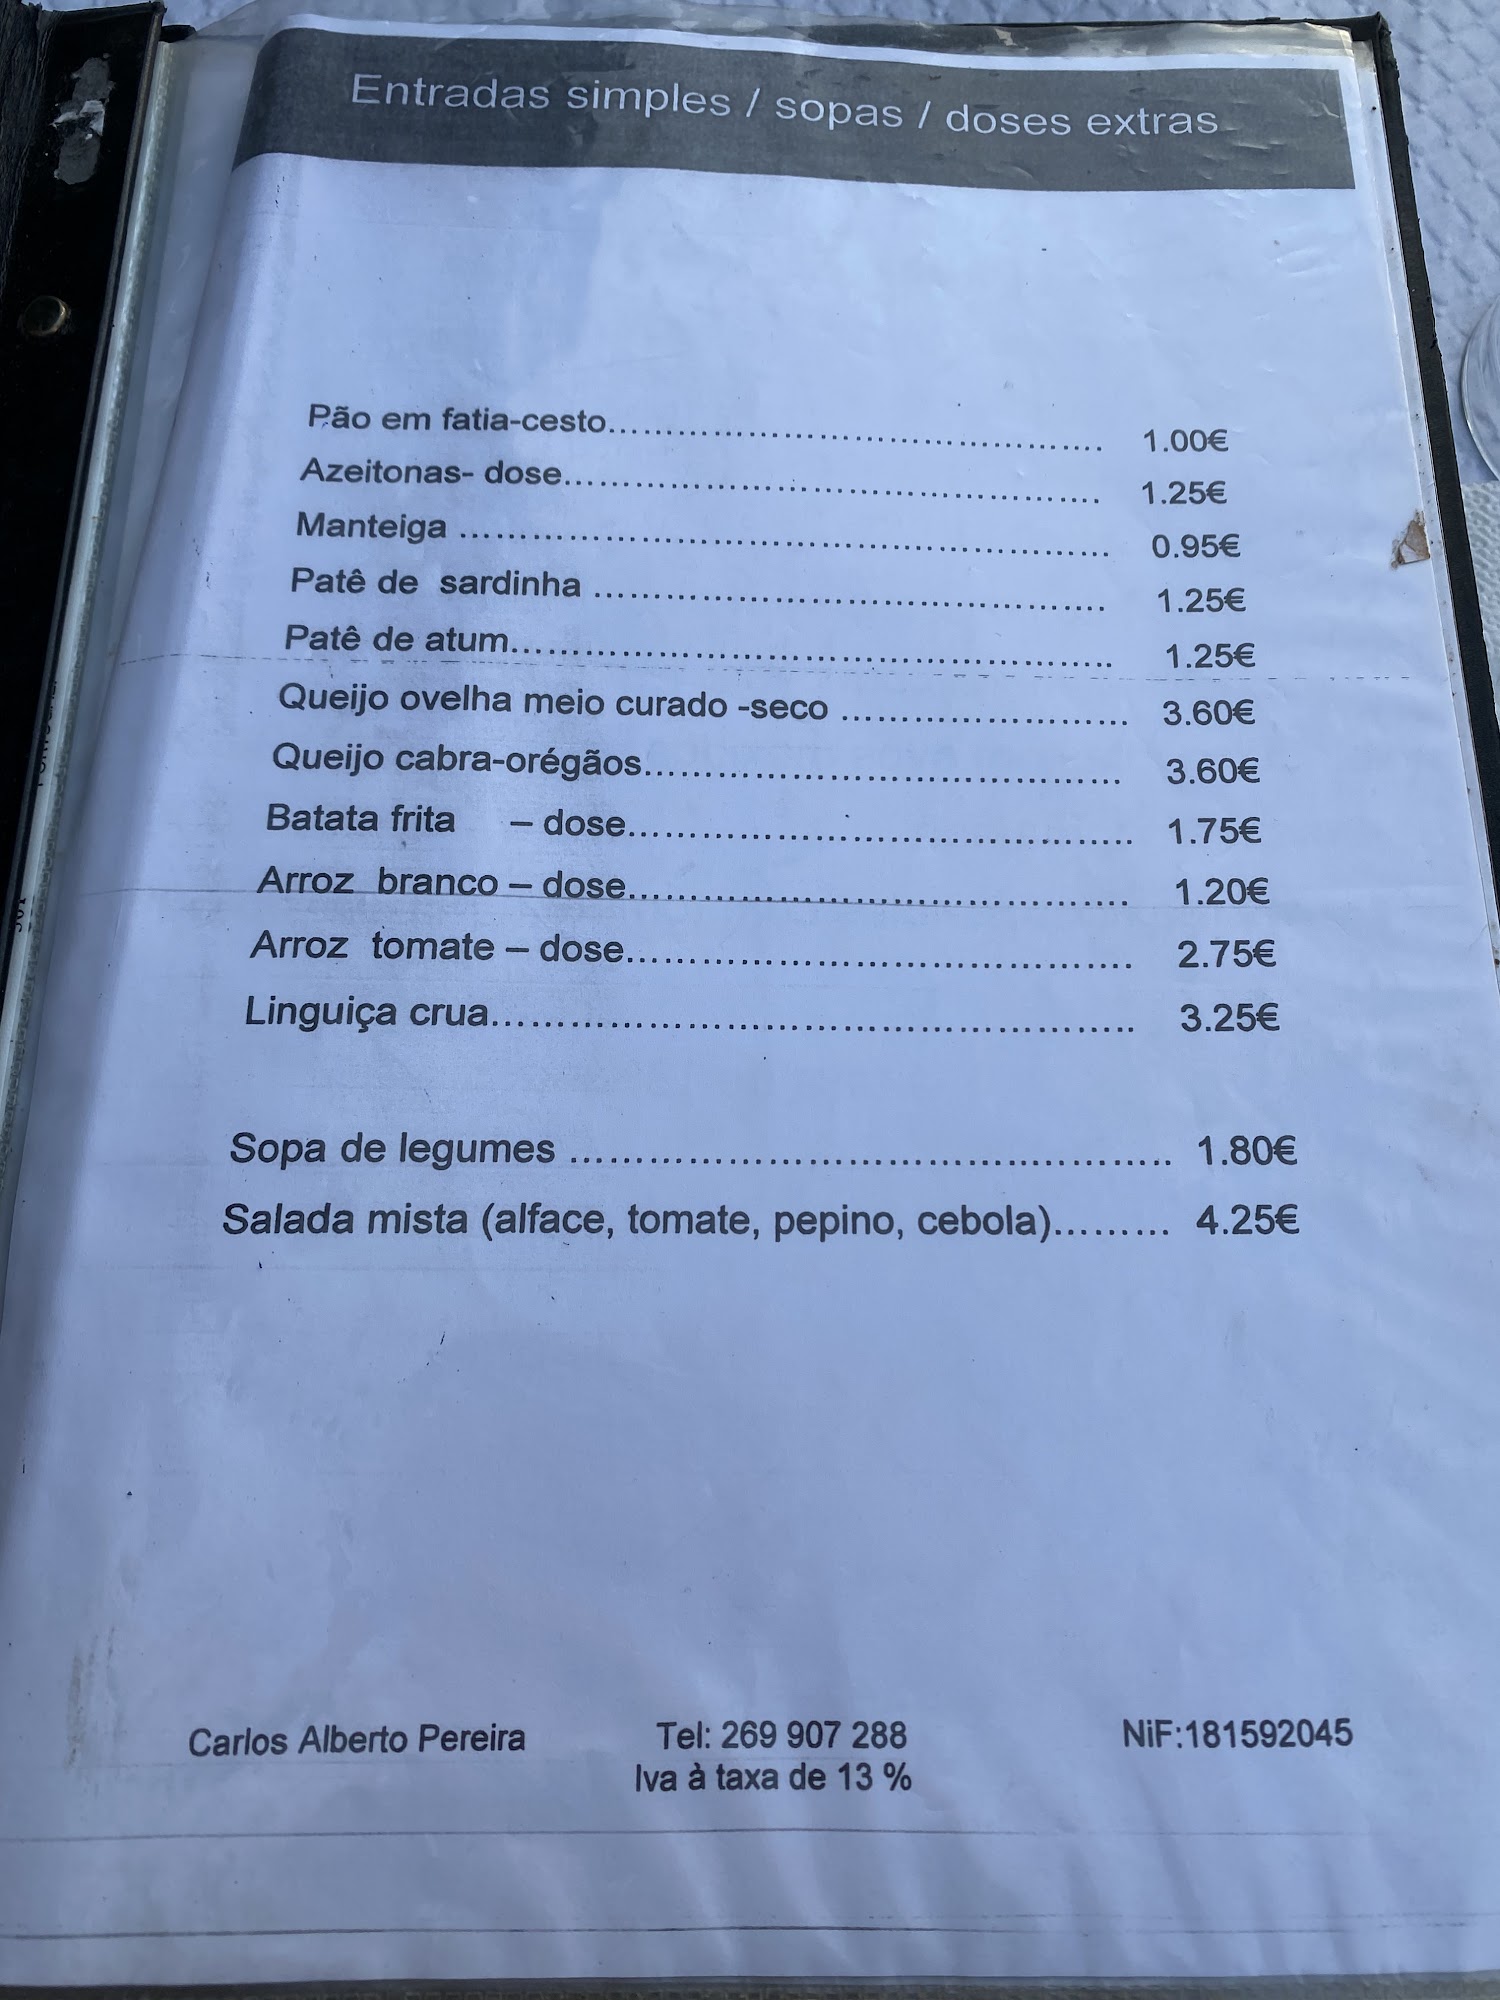 Entradas simples / sopas / doses extras
Pão em fatia-cesto 1.00€
Azeitonas- dose 1.25€
Manteiga 0.95€
Patê de sardinha 1.25€
Patê de atum 1.25€
Queijo ovelha meio curado -seco 3.60€
Queijo cabra-orégãos 3.60€
Batata frita – dose 1.75€
Arroz branco – dose 1.20€
Arroz tomate – dose 2.75€
Linguiça crua 3.25€
Sopa de legumes 1.80€
Salada mista (alface, tomate, pepino, cebola) 4.25€
Carlos Alberto Pereira Tel: 269 907 288 NiF:181592045
Iva à taxa de 13 %